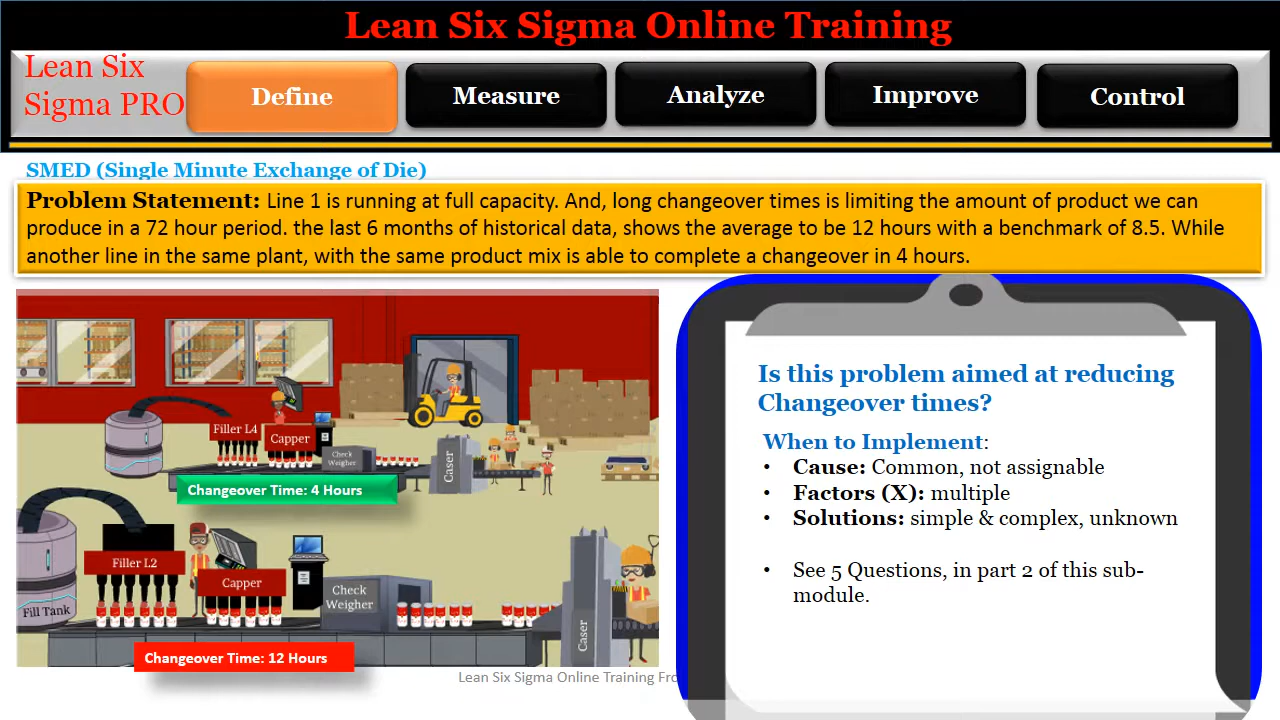 Lean Six Sigma Online Training
Lean Six
Sigma PRO
Define
Measure
Analyze
Improve
Control
SMED (Single Minute Exchange of Die)
Problem Statement: Line 1 is running at full capacity. And, long changeover times is limiting the amount of product we can
produce in a 72 hour period. the last 6 months of historical data, shows the average to be 12 hours with a benchmark of 8.5. While
another line in the same plant, with the same product mix is able to complete a changeover in 4 hours.
Filler L4
Capper
Check
Weigher
Caser
Changeover Time: 4 Hours
Filler L2
Capper
Check
Weigher
Fill Tank
Caser
Changeover Time: 12 Hours
Is this problem aimed at reducing
Changeover times?
When to Implement:
• Cause: Common, not assignable
• Factors (X): multiple
• Solutions: simple & complex, unknown
• See 5 Questions, in part 2 of this sub-
module.
Lean Six Sigma Online Training Fro